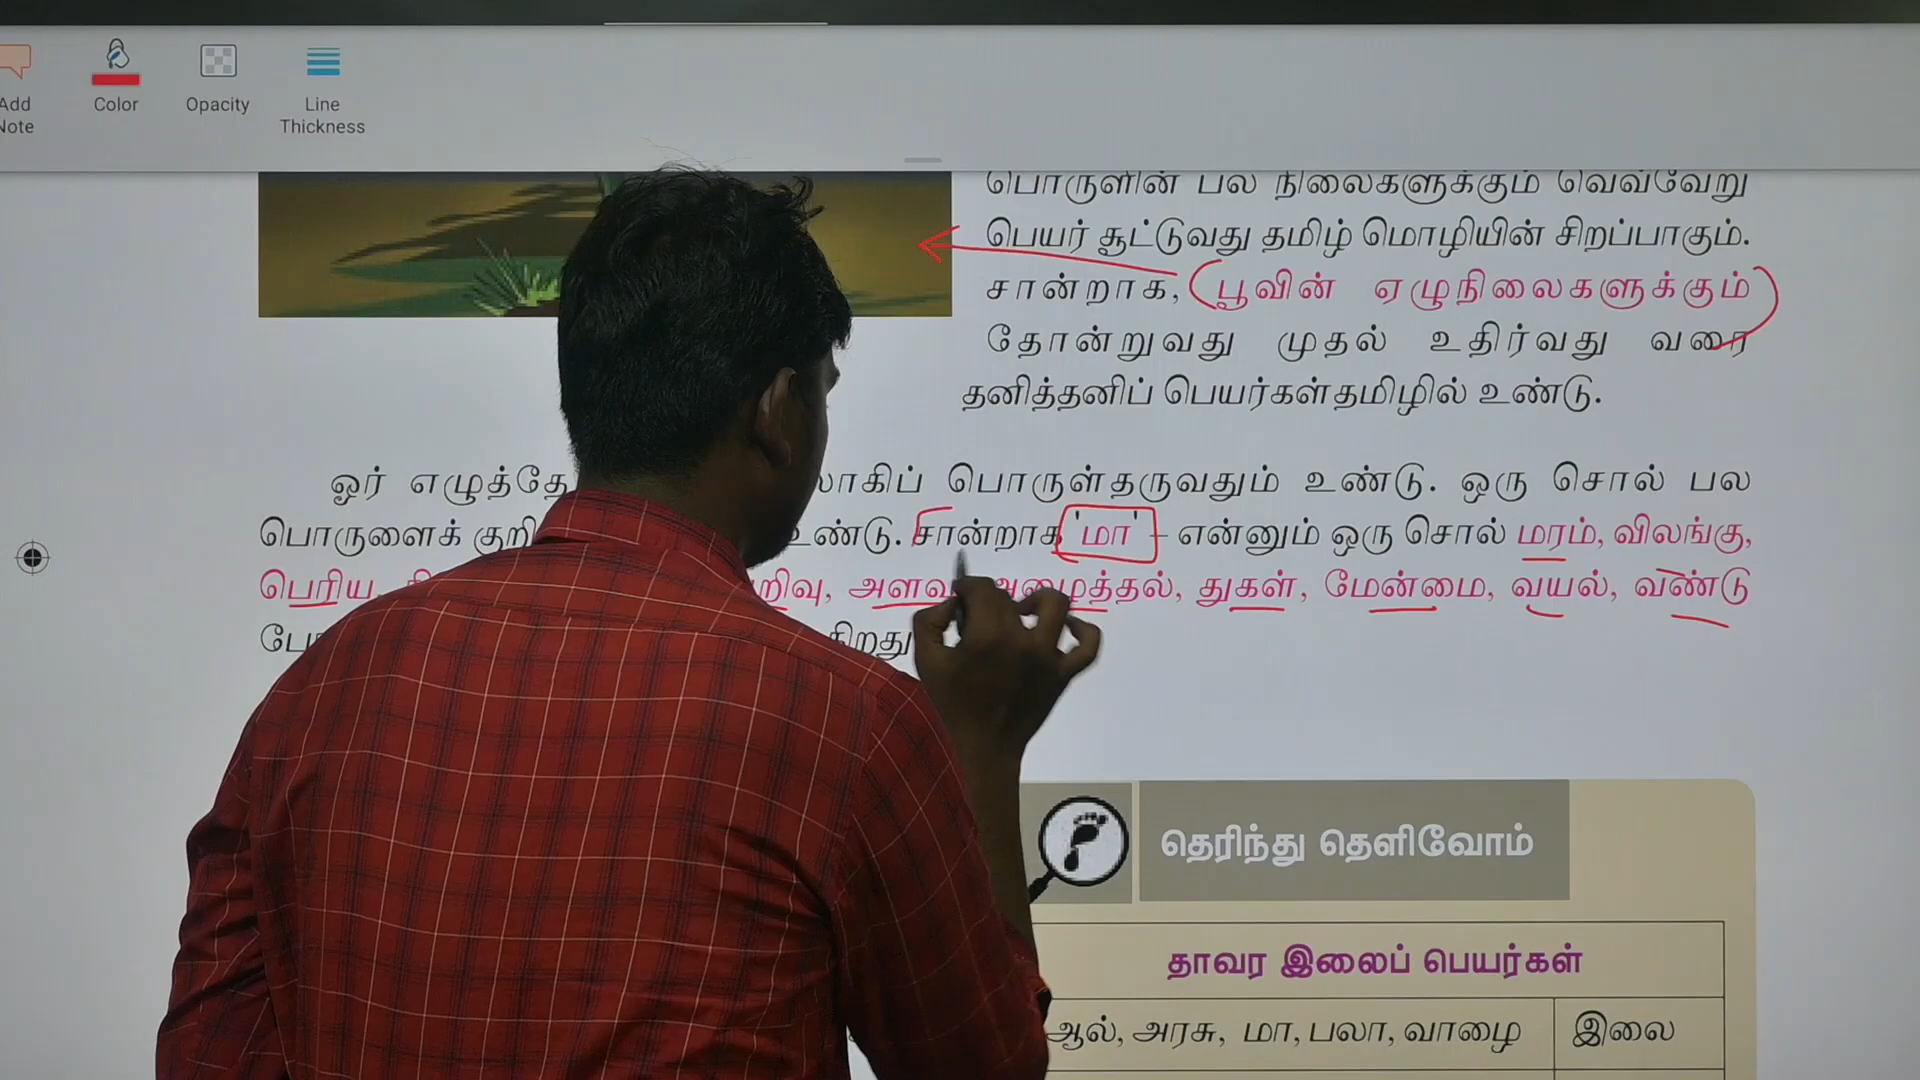 Add Note
Color
Opacity
Line Thickness
பொருளின் பல நிலைகளுக்கும் வெவ்வேறு
பெயர் சூட்டுவது தமிழ் மொழியின் சிறப்பாகும்.
சான்றாக, பூவின் ஏழுநிலைகளுக்கும்
தோன்றுவது முதல் உதிர்வது வரை
தனித்தனிப் பெயர்கள்தமிழில் உண்டு.
ஓர் பொருள்தருவதும் உண்டு. ஒரு சொல் பல
பொருளைக் உண்டு. சான்றாக 'மா' – என்னும் ஒரு சொல் மரம், விலங்கு,
பெரிய, அளவு, அழைத்தல், துகள், மேன்மை, வயல், வண்டு
தெரிந்து தெளிவோம்
தாவர இலைப் பெயர்கள்
ஆல், அரசு, மா, பலா, வாழை இலை